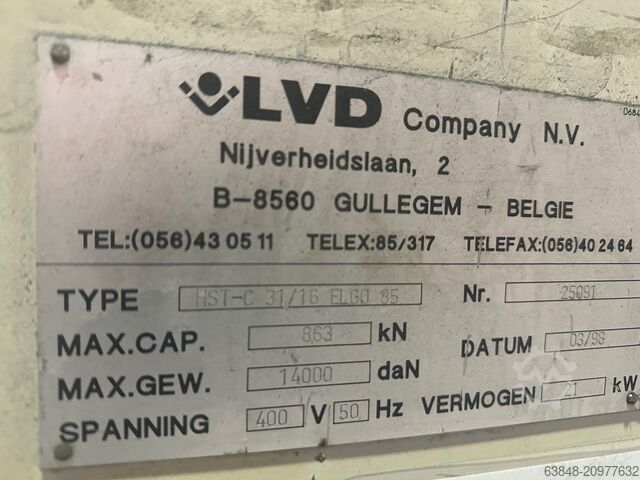 LVD Company N.V.
Nijverheidslaan, 2
B-8560 GULLEGEM - BELGIE
TEL:(056)43 05 11 TELEX:85/317 TELEFAX:(056)40 24 64
TYPE HST-C 31/16 ELGO 85 Nr. 25091
MAX.CAP. 863 kN DATUM 03/98
MAX.GEW. 14000 daN
SPANNING 400 V 50 Hz VERMOGEN 21 kW
63848-20977632